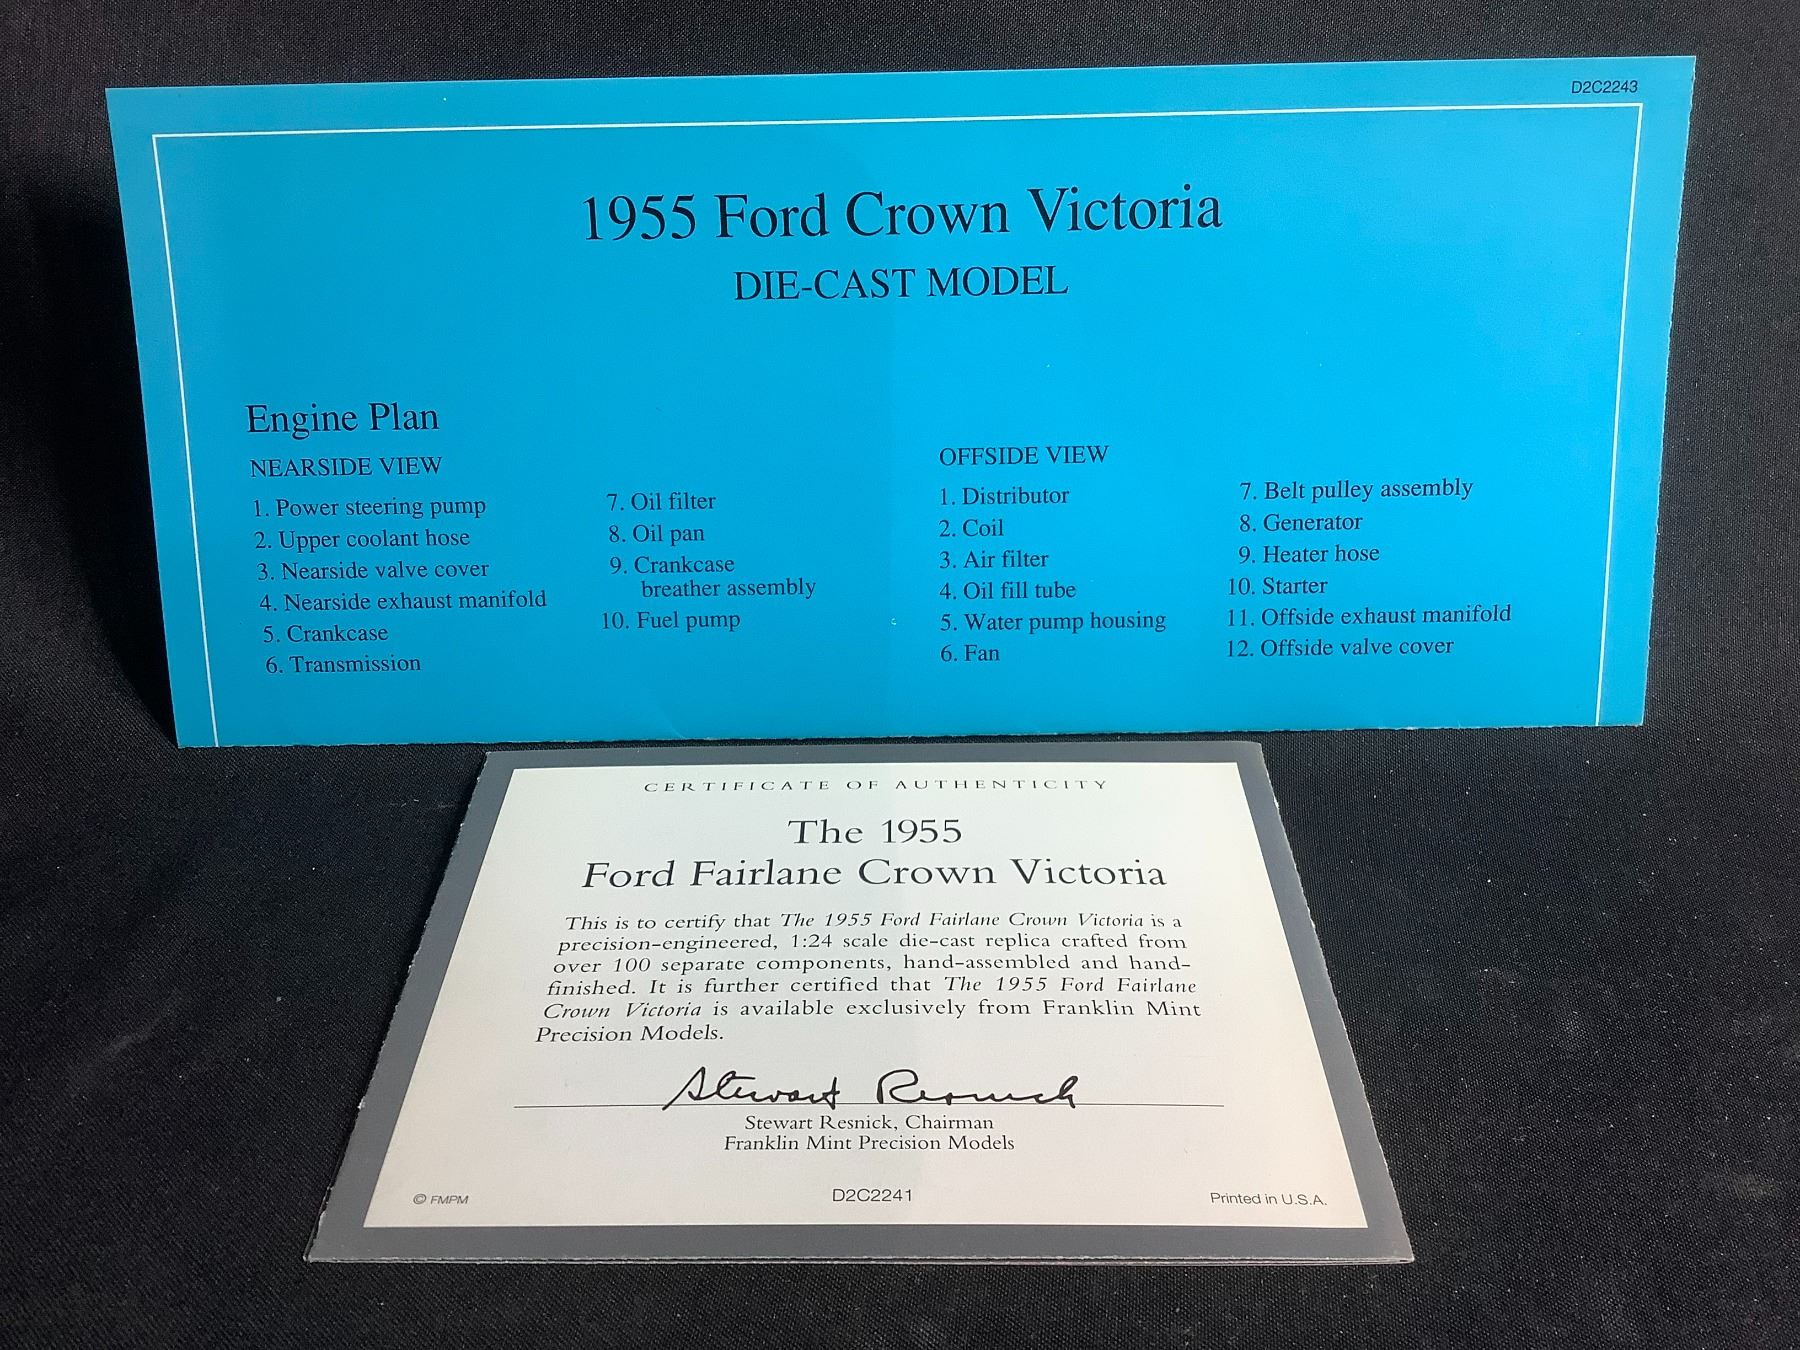 D2C2243
1955 Ford Crown Victoria
DIE-CAST MODEL
Engine Plan
NEARSIDE VIEW
1. Power steering pump
2. Upper coolant hose
3. Nearside valve cover
4. Nearside exhaust manifold
5. Crankcase
6. Transmission
7. Oil filter
8. Oil pan
9. Crankcase
breather assembly
10. Fuel pump
OFFSIDE VIEW
1. Distributor
2. Coil
3. Air filter
4. Oil fill tube
5. Water pump housing
6. Fan
7. Belt pulley assembly
8. Generator
9. Heater hose
10. Starter
11. Offside exhaust manifold
12. Offside valve cover
CERTIFICATE OF AUTHENTICITY
The 1955
Ford Fairlane Crown Victoria
This is to certify that The 1955 Ford Fairlane Crown Victoria is a
precision-engineered, 1:24 scale die-cast replica crafted from
over 100 separate components, hand-assembled and hand-
finished. It is further certified that The 1955 Ford Fairlane
Crown Victoria is available exclusively from Franklin Mint
Precision Models.
Stewart Resnick
Stewart Resnick, Chairman
Franklin Mint Precision Models
© FMPM
D2C2241
Printed in U.S.A.